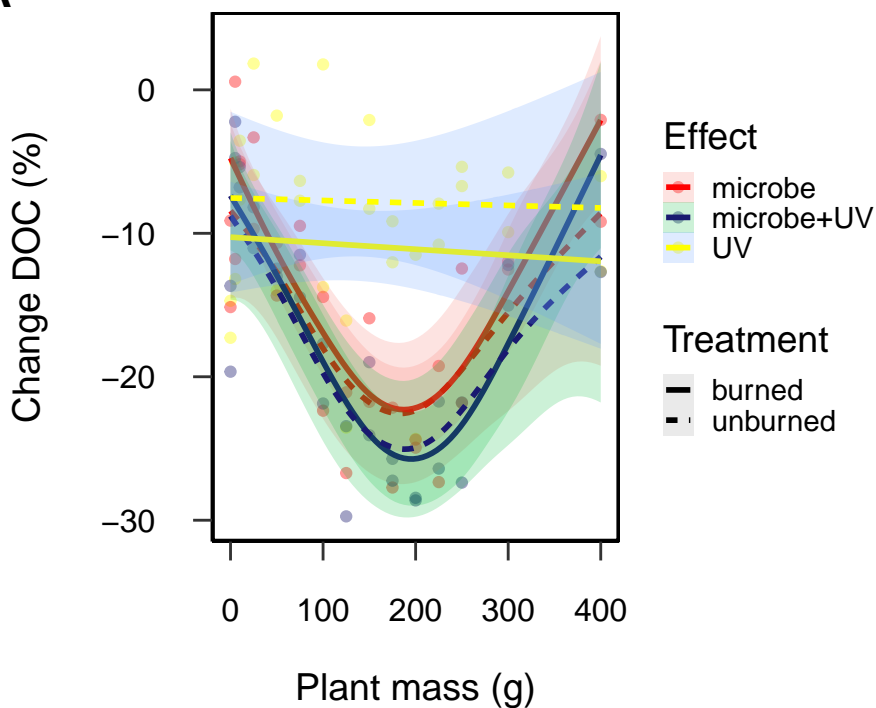 Change DOC (%)
0
−10
−20
−30
0 100 200 300 400
Plant mass (g)
Effect
microbe
microbe+UV
UV
Treatment
burned
unburned